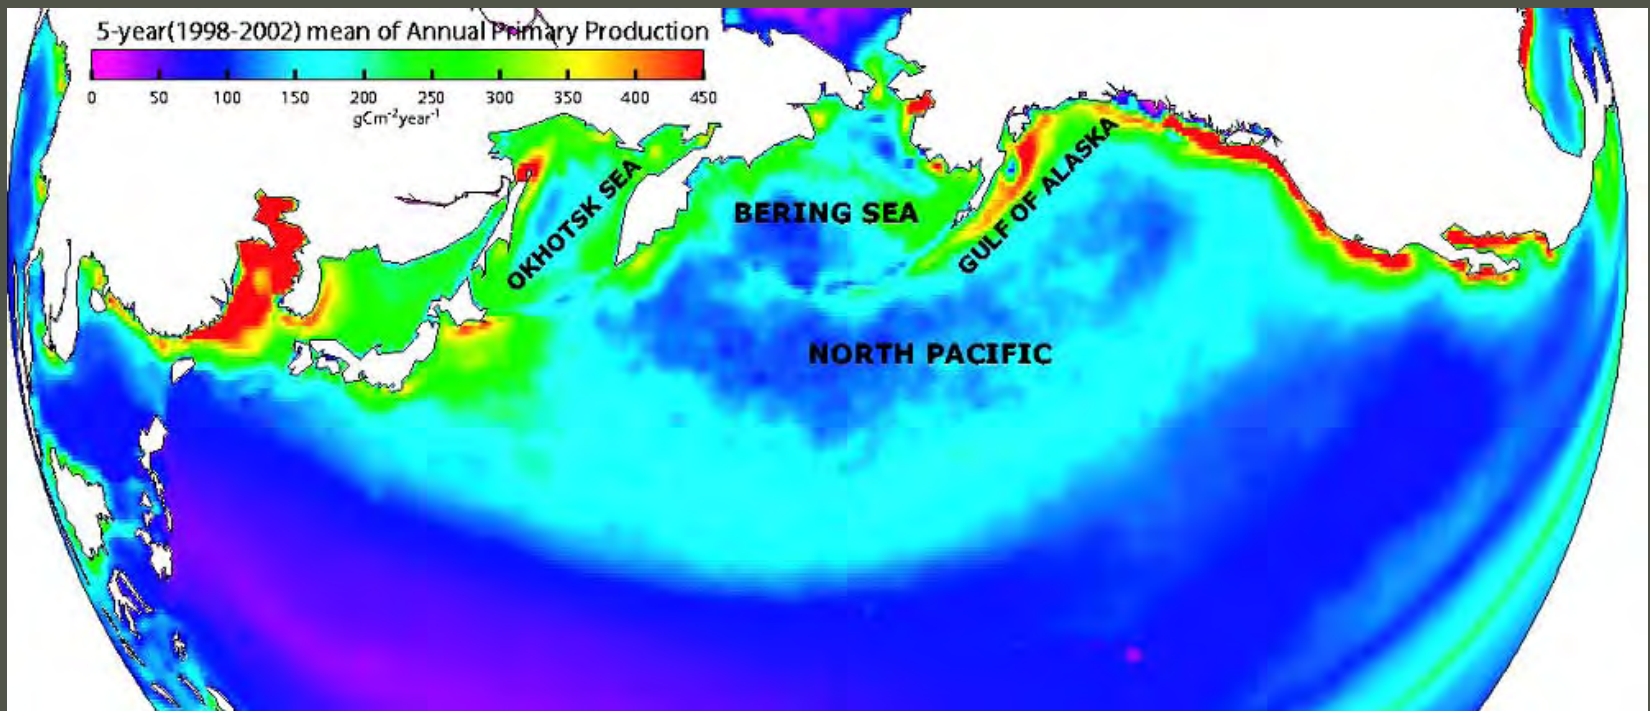 5-year(1998-2002) mean of Annual Primary Production
0 50 100 150 200 250 300 350 400 450
gCm⁻²year⁻¹
OKHOTSK SEA
BERING SEA
GULF OF ALASKA
NORTH PACIFIC